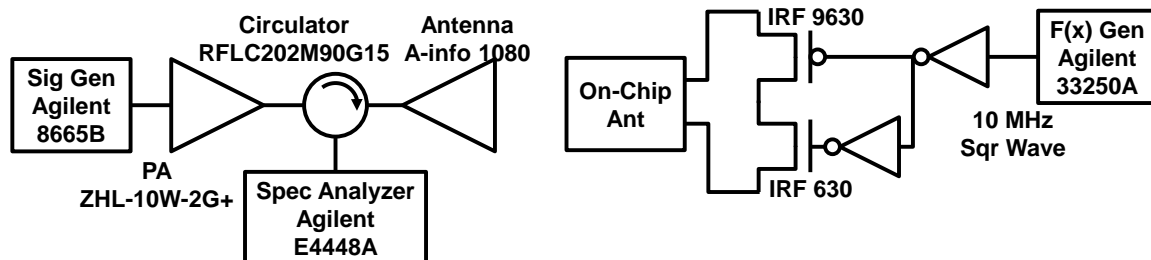 Circulator
RFLC202M90G15
Antenna
A-info 1080
Sig Gen
Agilent
8665B
PA
ZHL-10W-2G+
Spec Analyzer
Agilent
E4448A
IRF 9630
On-Chip
Ant
IRF 630
10 MHz
Sqr Wave
F(x) Gen
Agilent
33250A